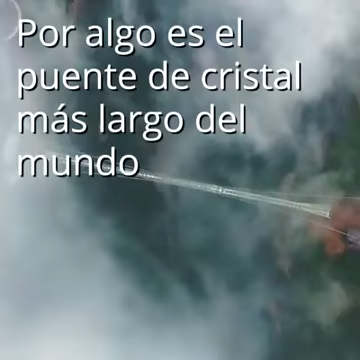 Por algo es el
puente de cristal
más largo del
mundo